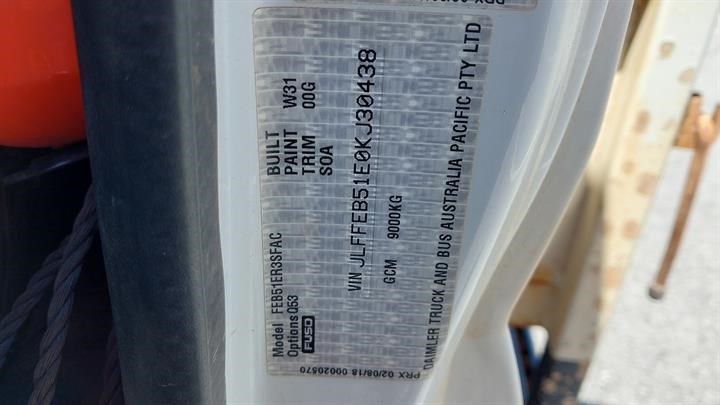 Model FEB51ER3SFAC BUILT
Options Q53 PAINT W31
FUSO TRIM 00G
SOA
VIN JLFFEB51E0KJ30438
GCM 9000KG
DAIMLER TRUCK AND BUS AUSTRALIA PACIFIC PTY LTD
PRX 02/08/18 00020570